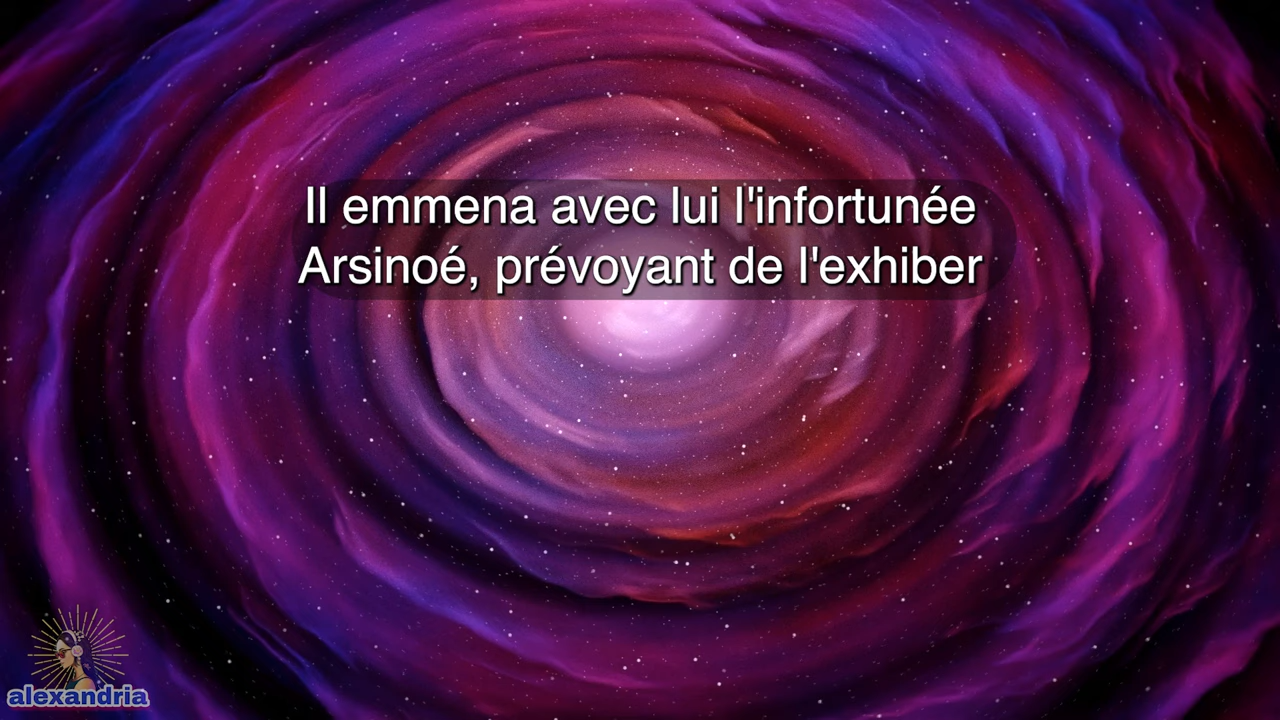 Il emmena avec lui l'infortunée
Arsinoé, prévoyant de l'exhiber
alexandria